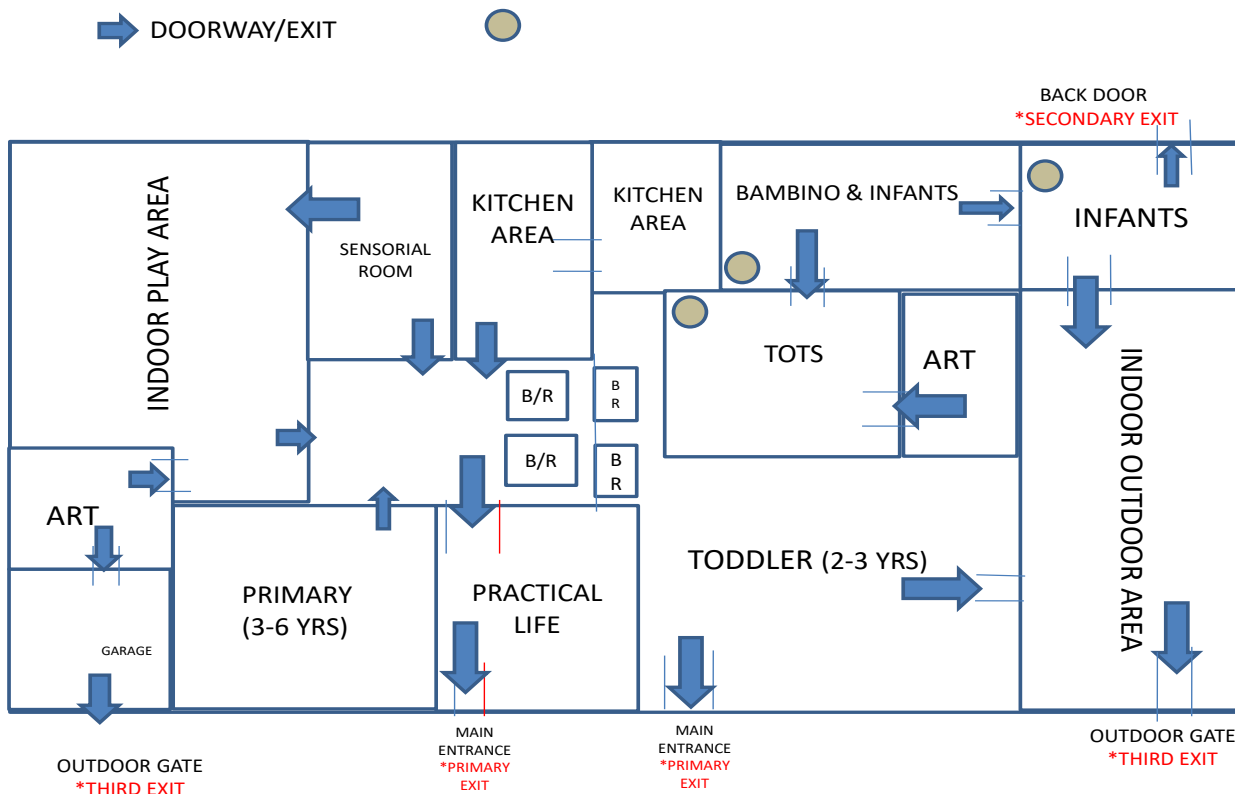 DOORWAY/EXIT
BACK DOOR
*SECONDARY EXIT
INDOOR PLAY AREA
SENSORIAL
ROOM
KITCHEN
AREA
KITCHEN
AREA
BAMBINO & INFANTS
INFANTS
TOTS
ART
INDOOR OUTDOOR AREA
B/R
B
R
B/R
B
R
ART
GARAGE
PRIMARY
(3-6 YRS)
PRACTICAL
LIFE
TODDLER (2-3 YRS)
OUTDOOR GATE
*THIRD EXIT
MAIN
ENTRANCE
*PRIMARY
EXIT
MAIN
ENTRANCE
*PRIMARY
EXIT
OUTDOOR GATE
*THIRD EXIT